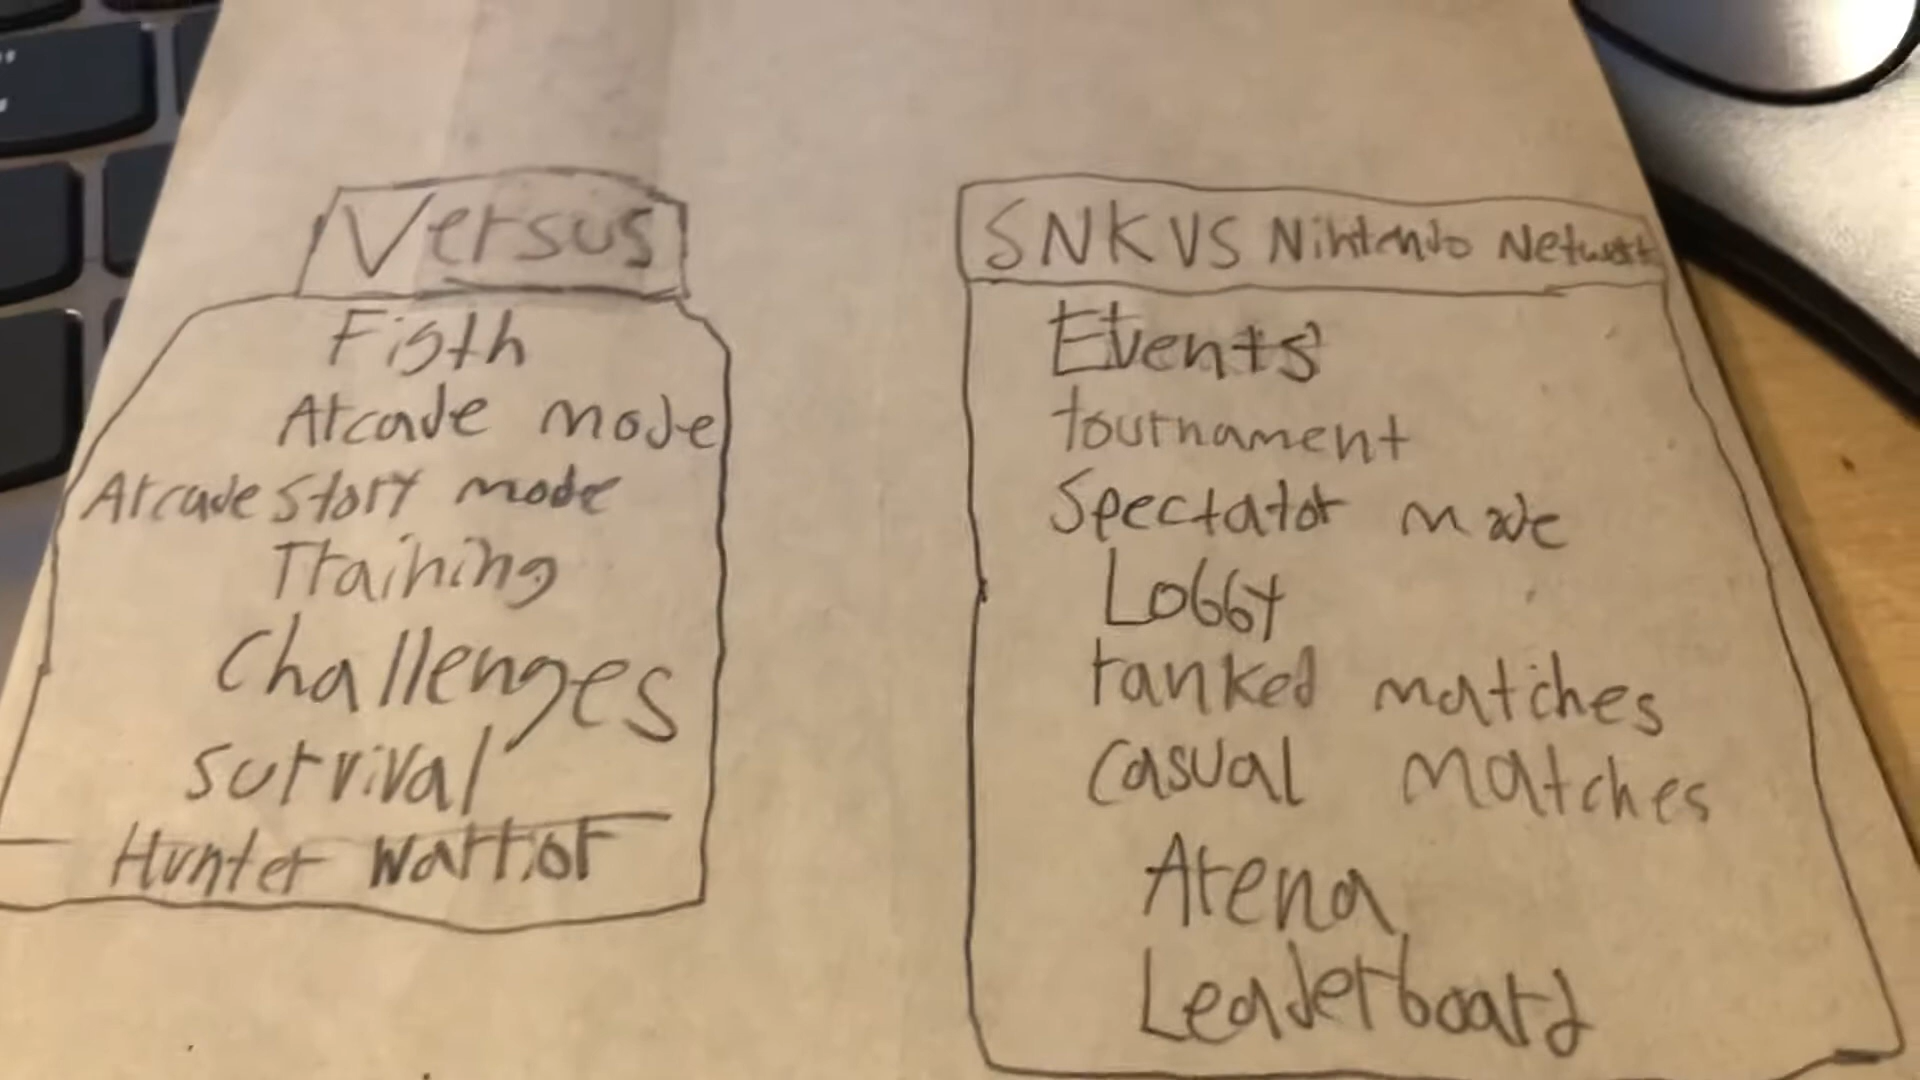 Versus
Figth
Arcade mode
Arcade Story mode
Training
Challenges
survival
Hunter Warrior
SNK VS Nintendo Network
Events
tournament
Spectator mode
Lobby
ranked matches
casual matches
Arena
Leaderboard